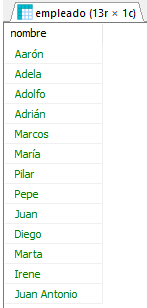 empleado (13r × 1c)
nombre
Aarón
Adela
Adolfo
Adrián
Marcos
María
Pilar
Pepe
Juan
Diego
Marta
Irene
Juan Antonio